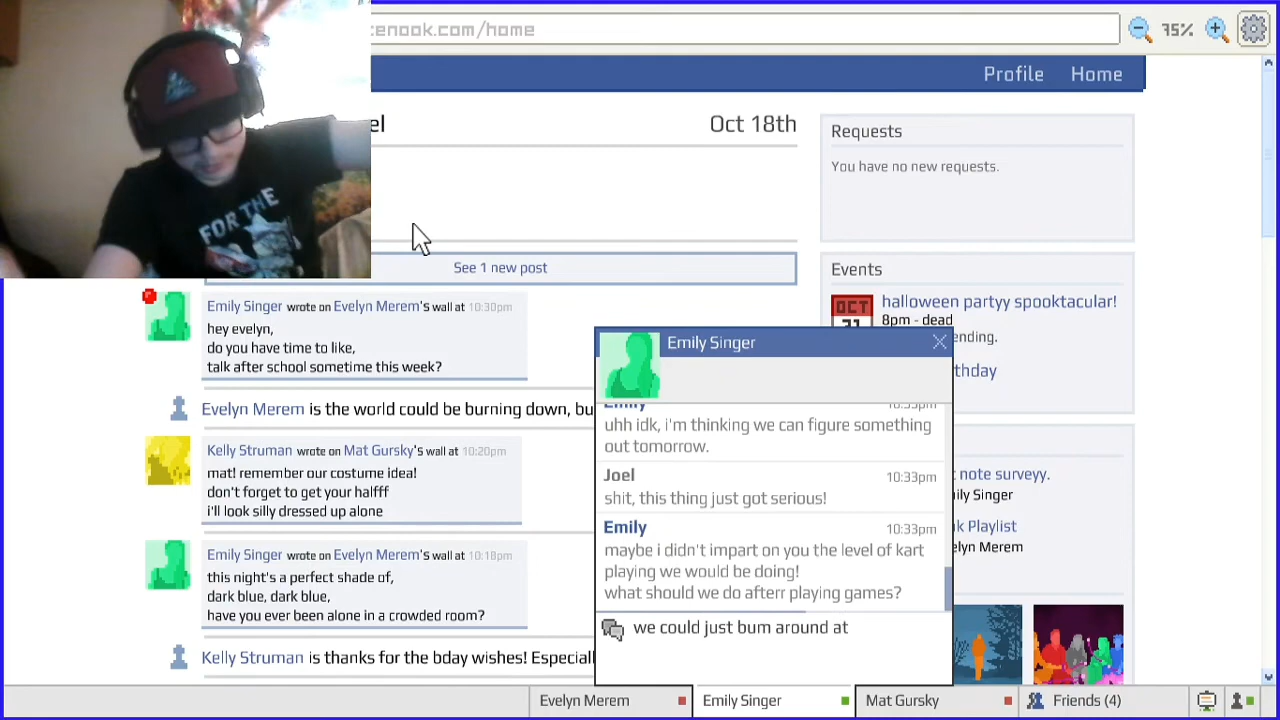 enook.com/home
75%
Profile Home
el
Oct 18th
FOR THE
See 1 new post
Emily Singer wrote on Evelyn Merem's wall at 10:30pm
hey evelyn,
do you have time to like,
talk after school sometime this week?
Evelyn Merem is the world could be burning down, bu
Kelly Struman wrote on Mat Gursky's wall at 10:20pm
mat! remember our costume idea!
don't forget to get your halfff
i'll look silly dressed up alone
Emily Singer wrote on Evelyn Merem's wall at 10:18pm
this night's a perfect shade of,
dark blue, dark blue,
have you ever been alone in a crowded room?
Kelly Struman is thanks for the bday wishes! Especial
Requests
You have no new requests.
Events
OCT
31
halloween partyy spooktacular!
8pm - dead
ending.
thday
note surveyy.
ily Singer
k Playlist
elyn Merem
Emily Singer
Emily 10:33pm
uhh idk, i'm thinking we can figure something
out tomorrow.
Joel 10:33pm
shit, this thing just got serious!
Emily 10:33pm
maybe i didn't impart on you the level of kart
playing we would be doing!
what should we do afterr playing games?
we could just bum around at
Evelyn Merem
Emily Singer
Mat Gursky
Friends (4)